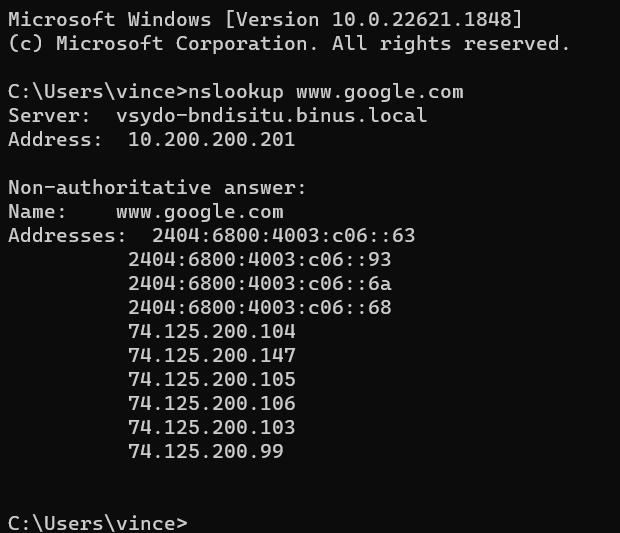 Microsoft Windows [Version 10.0.22621.1848]
(c) Microsoft Corporation. All rights reserved.
C:\Users\vince>nslookup www.google.com
Server:  vsydo-bndisitu.binus.local
Address:  10.200.200.201
Non-authoritative answer:
Name:    www.google.com
Addresses:  2404:6800:4003:c06::63
2404:6800:4003:c06::93
2404:6800:4003:c06::6a
2404:6800:4003:c06::68
74.125.200.104
74.125.200.147
74.125.200.105
74.125.200.106
74.125.200.103
74.125.200.99
C:\Users\vince>